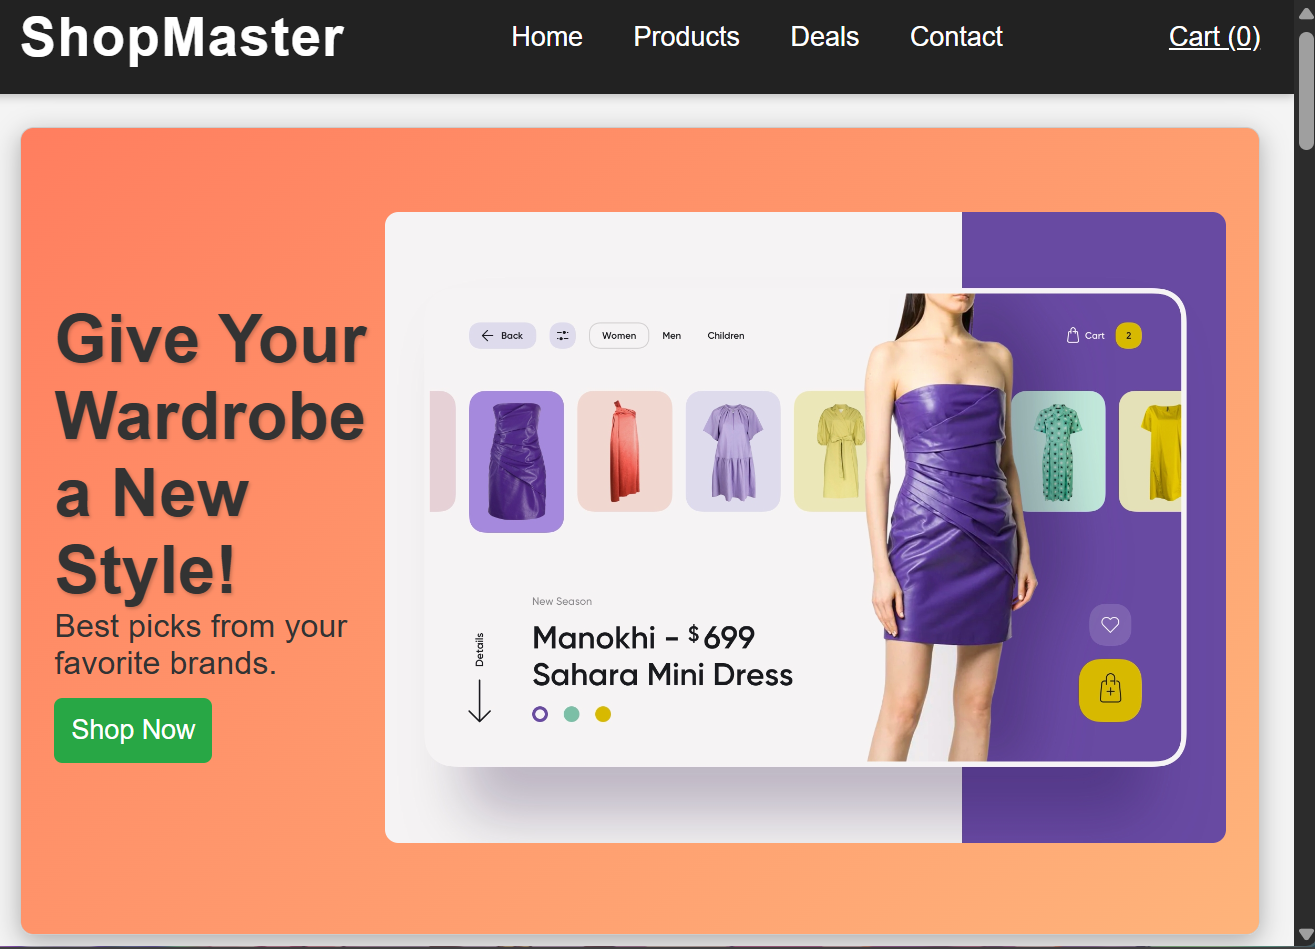 ShopMaster
Home Products Deals Contact
Cart (0)
Give Your
Wardrobe
a New
Style!
Best picks from your
favorite brands.
Shop Now
Back
Women Men Children
Cart 2
New Season
Manokhi - $699
Sahara Mini Dress
Details